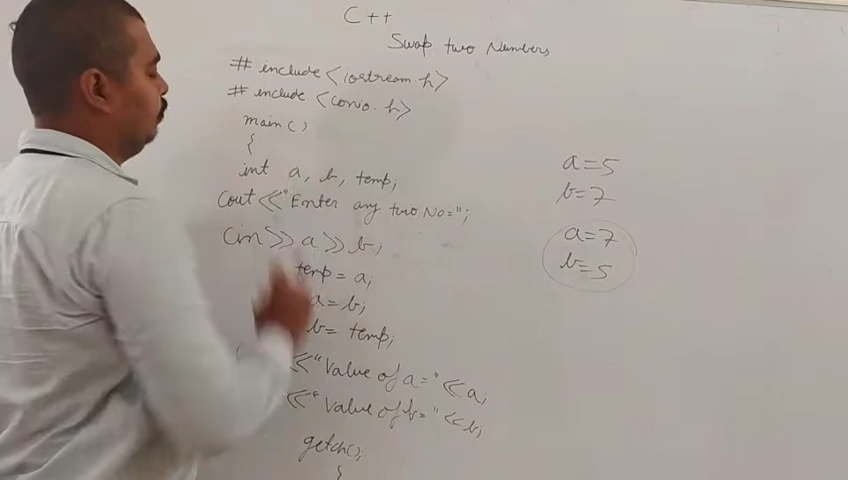 C++
Swap two Numbers
# include <iostream.h>
# include <conio.h>
main()
{
int a, b, temp;
Cout <<"Enter any two No=";
Cin >> a >> b;
temp = a;
a = b;
b = temp;
<<"Value of a=" << a;
<<"Value of b=" << b;
getch();
{
a=5
b=7
a=7
b=5